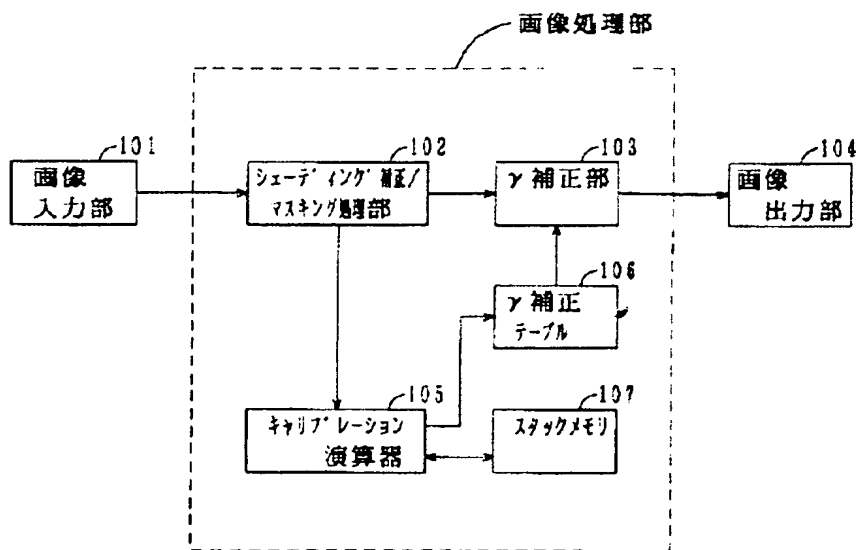 画像処理部
101
画像
入力部
102
シェーディング補正/
マスキング処理部
103
γ補正部
104
画像
出力部
106
γ補正
テーブル
105
キャリブレーション
演算器
107
スタックメモリ